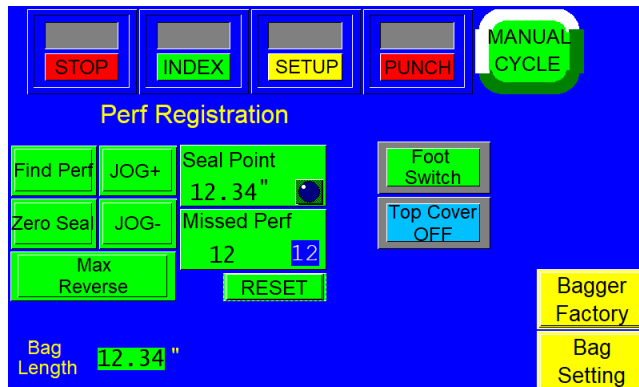 STOP INDEX SETUP PUNCH MANUAL
CYCLE
Perf Registration
Find Perf JOG+ Seal Point
12.34"
Foot
Switch
Zero Seal JOG- Missed Perf
12 12
Top Cover
OFF
Max
Reverse
RESET
Bagger
Factory
Bag
Length 12.34 "
Bag
Setting